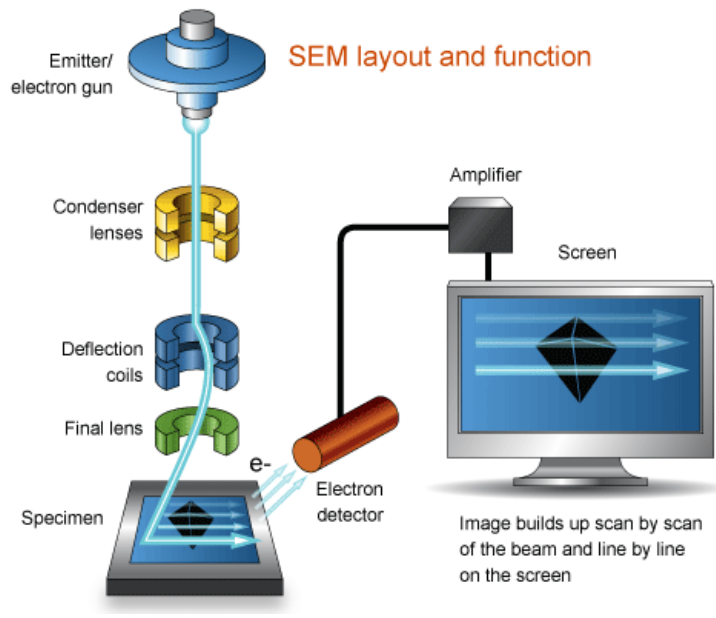 SEM layout and function
Emitter/
electron gun
Condenser
lenses
Deflection
coils
Final lens
Specimen
e-
Electron
detector
Amplifier
Screen
Image builds up scan by scan
of the beam and line by line
on the screen